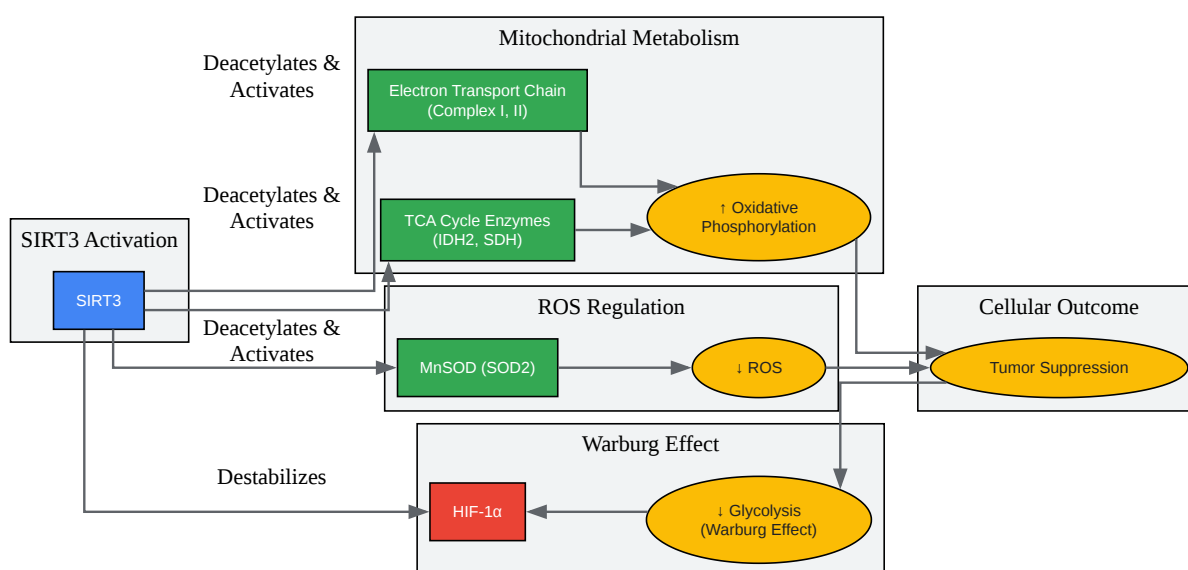 Mitochondrial Metabolism
Deacetylates &
Activates
Electron Transport Chain
(Complex I, II)
Deacetylates &
Activates
TCA Cycle Enzymes
(IDH2, SDH)
↑ Oxidative
Phosphorylation
SIRT3 Activation
SIRT3
Deacetylates &
Activates
ROS Regulation
MnSOD (SOD2)
↓ ROS
Cellular Outcome
Tumor Suppression
Warburg Effect
Destabilizes
HIF-1α
↓ Glycolysis
(Warburg Effect)